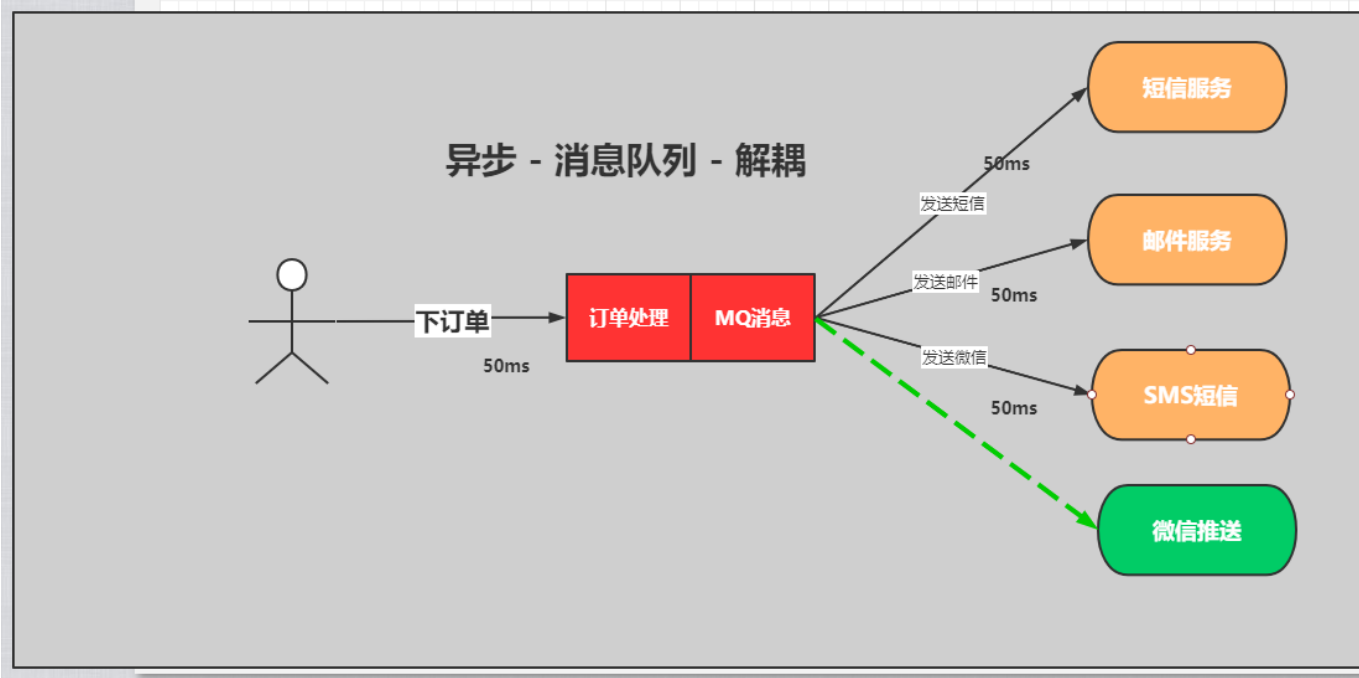 异步 - 消息队列 - 解耦
下订单
50ms
订单处理
MQ消息
发送短信
50ms
短信服务
发送邮件
50ms
邮件服务
发送微信
50ms
SMS短信
微信推送